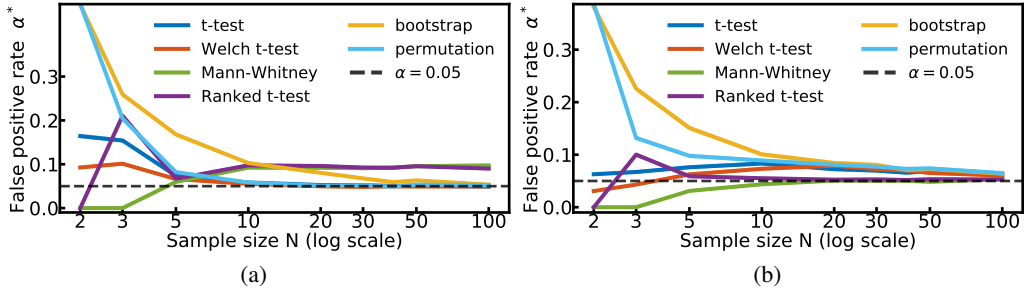 False positive rate α*
0.3
0.2
0.1
0.0
t-test
Welch t-test
Mann-Whitney
Ranked t-test
bootstrap
permutation
α = 0.05
2 3 5 10 20 30 50 100
Sample size N (log scale)
(a)
False positive rate α*
0.3
0.2
0.1
0.0
t-test
Welch t-test
Mann-Whitney
Ranked t-test
bootstrap
permutation
α = 0.05
2 3 5 10 20 30 50 100
Sample size N (log scale)
(b)